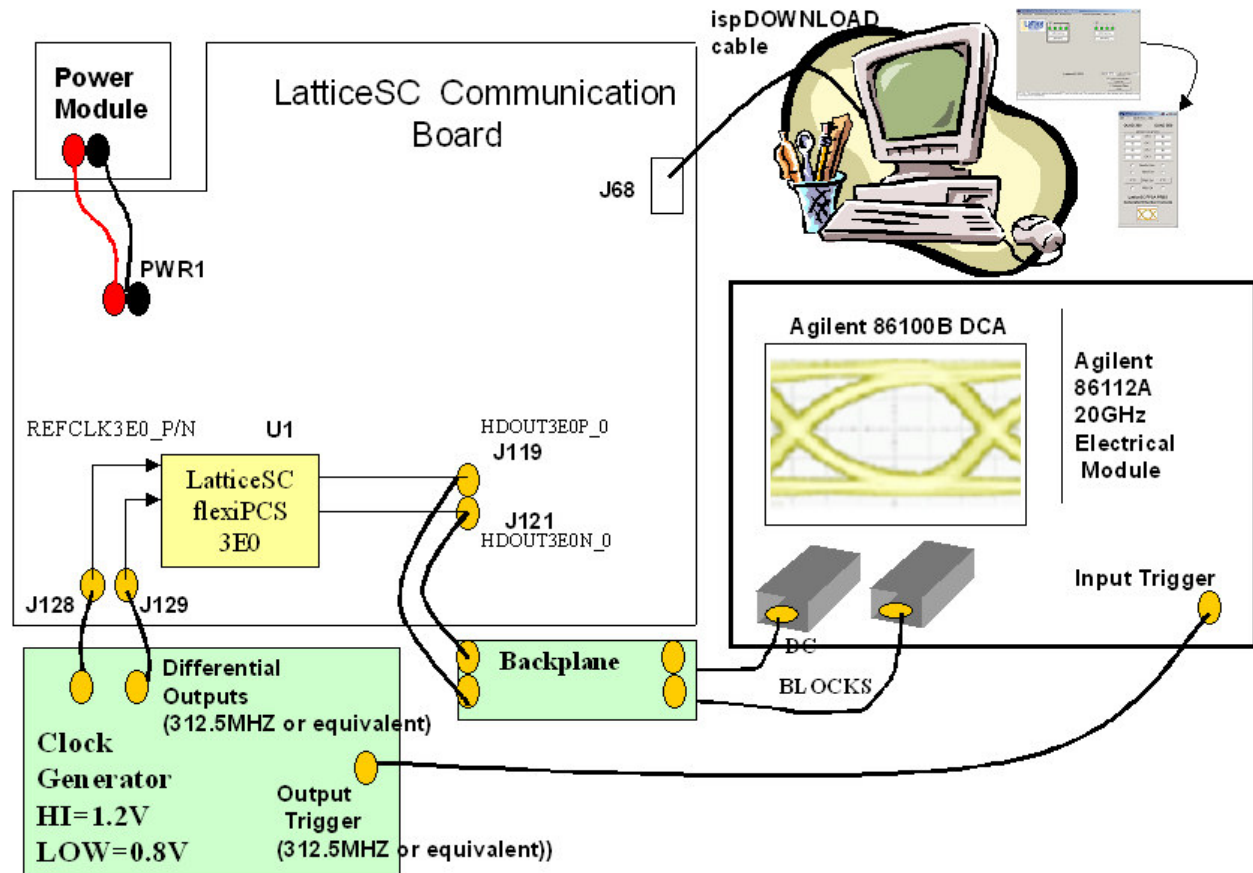 ispDOWNLOAD
cable
Power
Module
LatticeSC Communication
Board
J68
PWR1
Agilent 86100B DCA
Agilent
86112A
20GHz
Electrical
Module
REFCLK3E0_P/N
U1
HDOUT3E0P_0
J119
LatticeSC
flexiPCS
3E0
J121
HDOUT3E0N_0
Input Trigger
J128
J129
DC
BLOCKS
Backplane
Differential
Outputs
(312.5MHZ or equivalent)
Clock
Generator
HI=1.2V
LOW=0.8V
Output
Trigger
(312.5MHZ or equivalent))